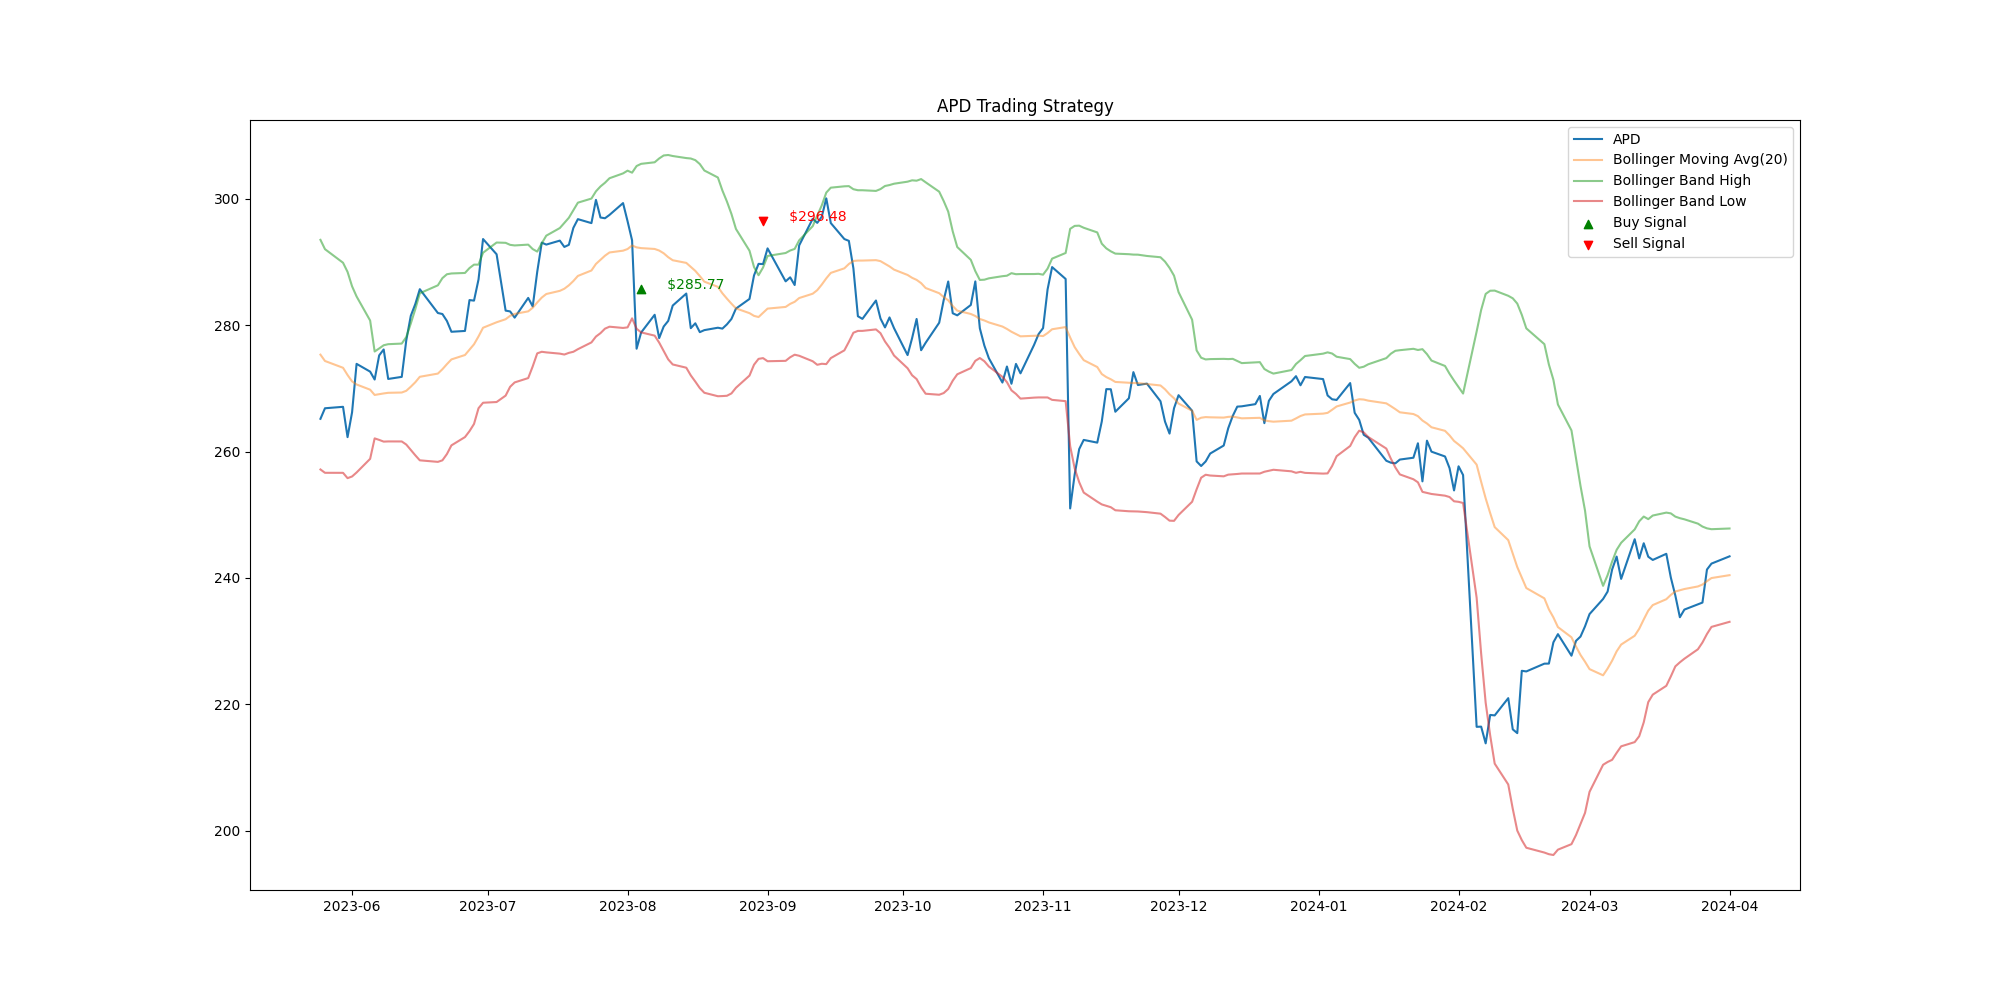 APD Trading Strategy
APD
Bollinger Moving Avg(20)
Bollinger Band High
Bollinger Band Low
Buy Signal
Sell Signal
$296.48
$285.77
300
280
260
240
220
200
2023-06
2023-07
2023-08
2023-09
2023-10
2023-11
2023-12
2024-01
2024-02
2024-03
2024-04